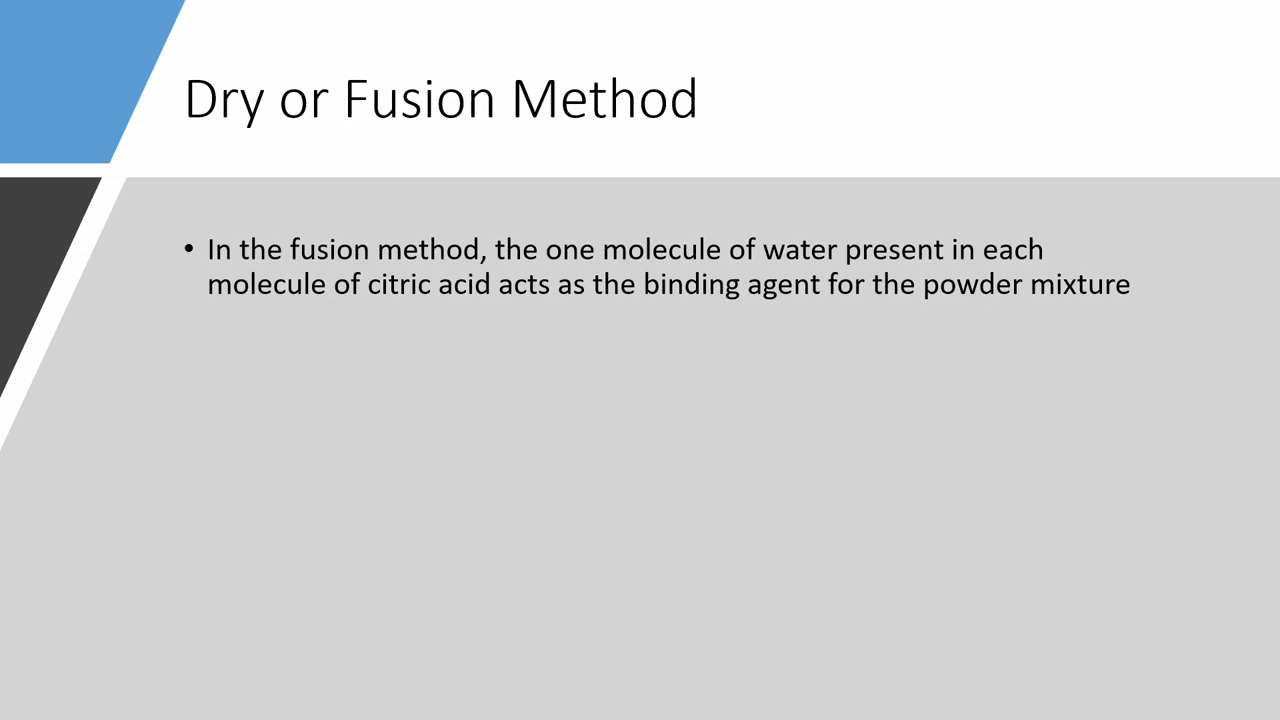 Dry or Fusion Method
• In the fusion method, the one molecule of water present in each
molecule of citric acid acts as the binding agent for the powder mixture